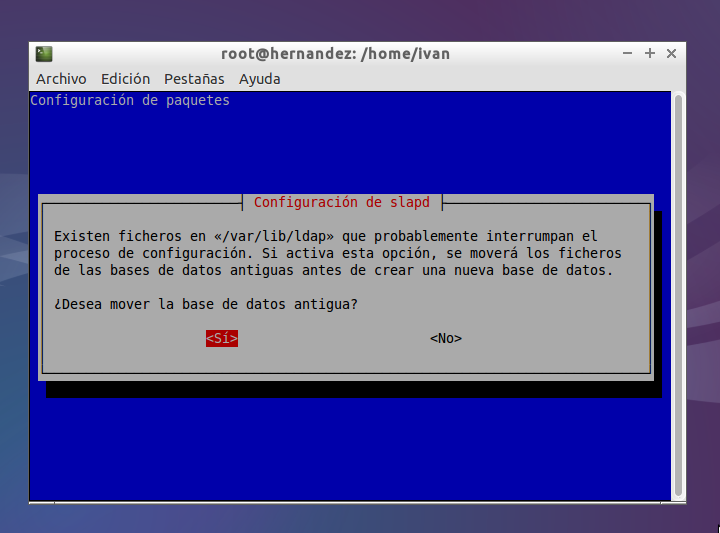 root@hernandez: /home/ivan
Archivo Edición Pestañas Ayuda
Configuración de paquetes
Configuración de slapd
Existen ficheros en «/var/lib/ldap» que probablemente interrumpan el
proceso de configuración. Si activa esta opción, se moverá los ficheros
de las bases de datos antiguas antes de crear una nueva base de datos.
¿Desea mover la base de datos antigua?
<Sí> <No>